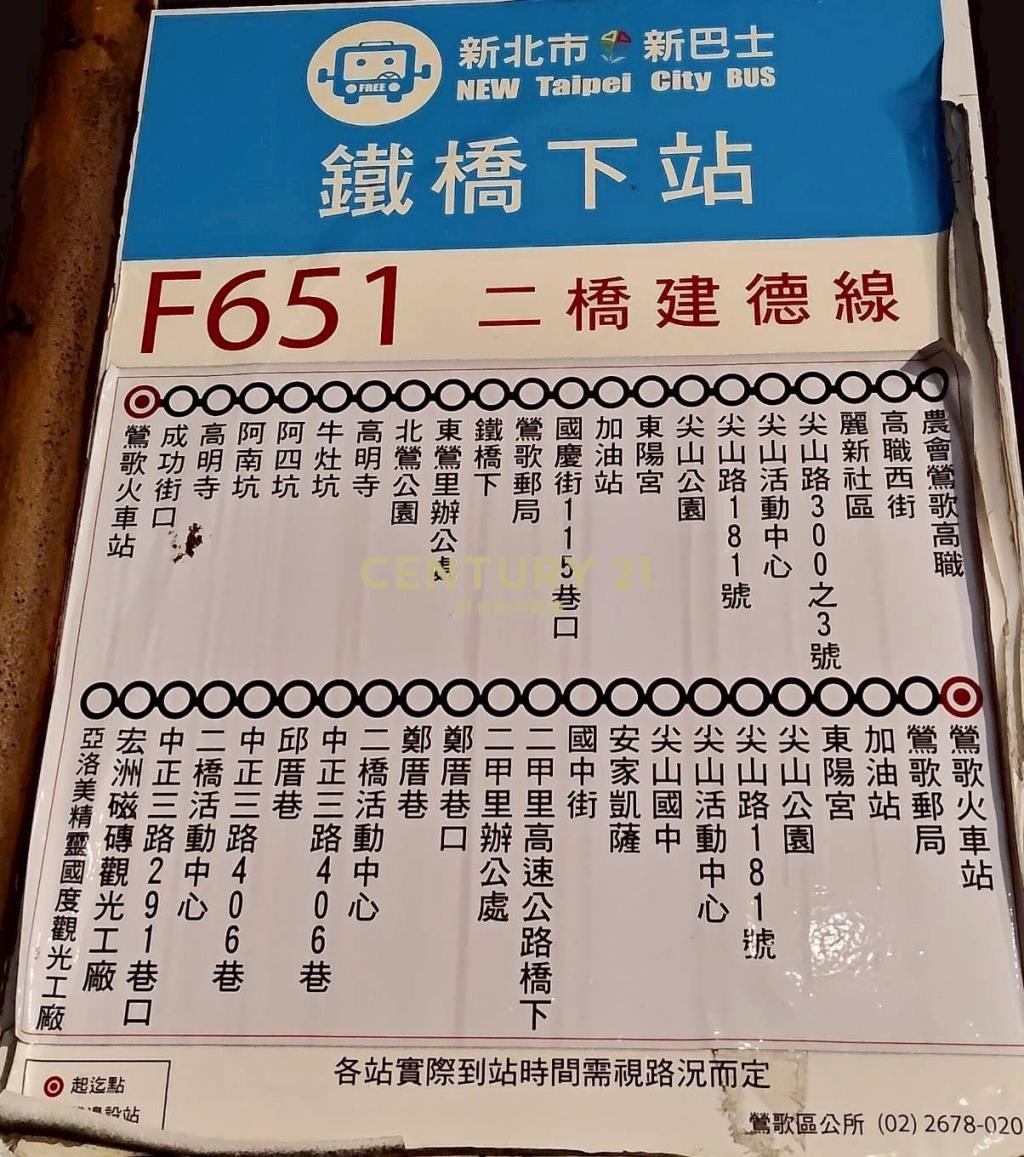 FREE
新北市 新巴士
NEW Taipei City BUS
鐵橋下站
F651 二橋建德線
鶯歌火車站
成功街口
高明寺
阿南坑
阿四坑
牛灶坑
高明寺
北鶯公園
東鶯里辦公處
鐵橋下
鶯歌郵局
國慶街115巷口
加油站
東陽宮
尖山公園
尖山路181號
尖山活動中心
尖山路300之3號
麗新社區
高職西街
農會鶯歌高職
CENTURY 21
亞洛美精靈國度觀光工廠
宏洲磁磚觀光工廠
中正三路291巷口
二橋活動中心
中正三路406巷
邱厝巷
中正三路406巷
二橋活動中心
鄭厝巷
鄭厝巷口
二甲里辦公處
二甲里高速公路橋下
國中街
安家凱薩
尖山國中
尖山活動中心
尖山路181號
尖山公園
東陽宮
加油站
鶯歌郵局
鶯歌火車站
各站實際到站時間需視路況而定
起迄點
設站
鶯歌區公所 (02) 2678-020